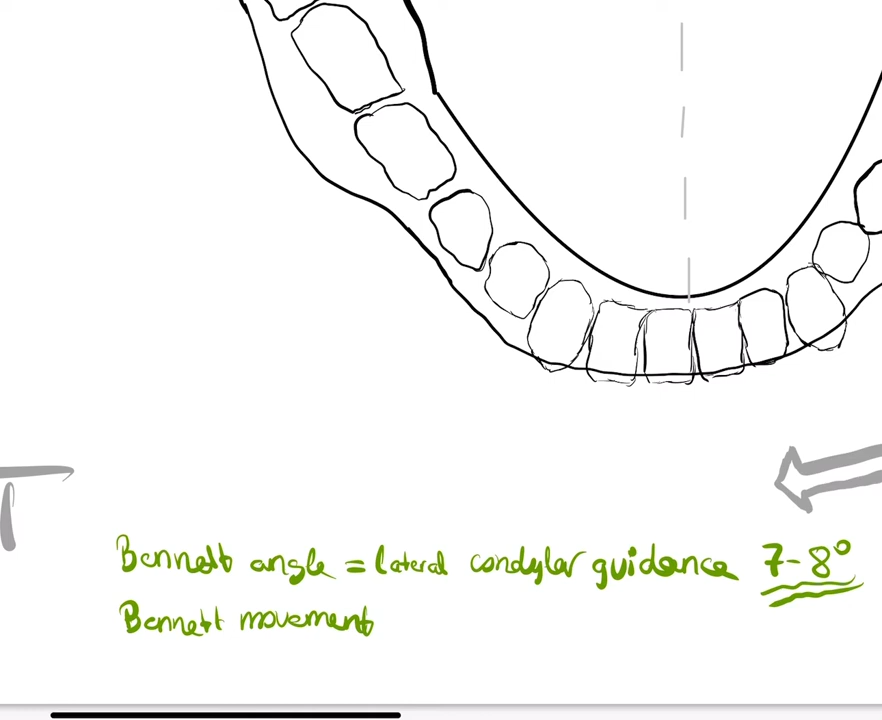 Bennett angle = lateral condylar guidance 7-8°
Bennett movement